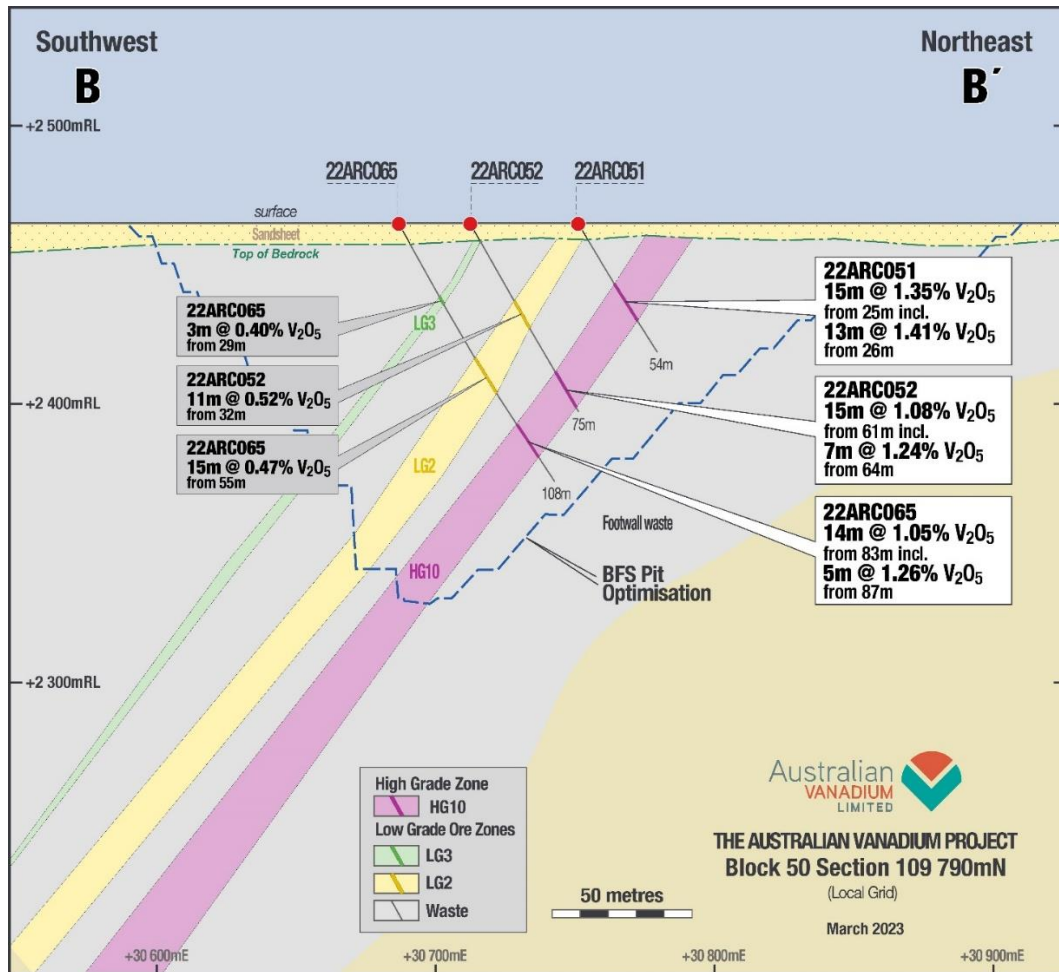 Southwest
B
Northeast
B´
+2 500mRL
22ARC065
22ARC052
22ARC051
surface
Sandsheet
Top of Bedrock
22ARC065
3m @ 0.40% V₂O₅
from 29m
22ARC052
11m @ 0.52% V₂O₅
from 32m
22ARC065
15m @ 0.47% V₂O₅
from 55m
LG3
LG2
HG10
54m
75m
108m
22ARC051
15m @ 1.35% V₂O₅
from 25m incl.
13m @ 1.41% V₂O₅
from 26m
22ARC052
15m @ 1.08% V₂O₅
from 61m incl.
7m @ 1.24% V₂O₅
from 64m
22ARC065
14m @ 1.05% V₂O₅
from 83m incl.
5m @ 1.26% V₂O₅
from 87m
+2 400mRL
Footwall waste
BFS Pit
Optimisation
+2 300mRL
High Grade Zone
HG10
Low Grade Ore Zones
LG3
LG2
Waste
50 metres
Australian
VANADIUM
LIMITED
THE AUSTRALIAN VANADIUM PROJECT
Block 50 Section 109 790mN
(Local Grid)
March 2023
+30 600mE
+30 700mE
+30 800mE
+30 900mE